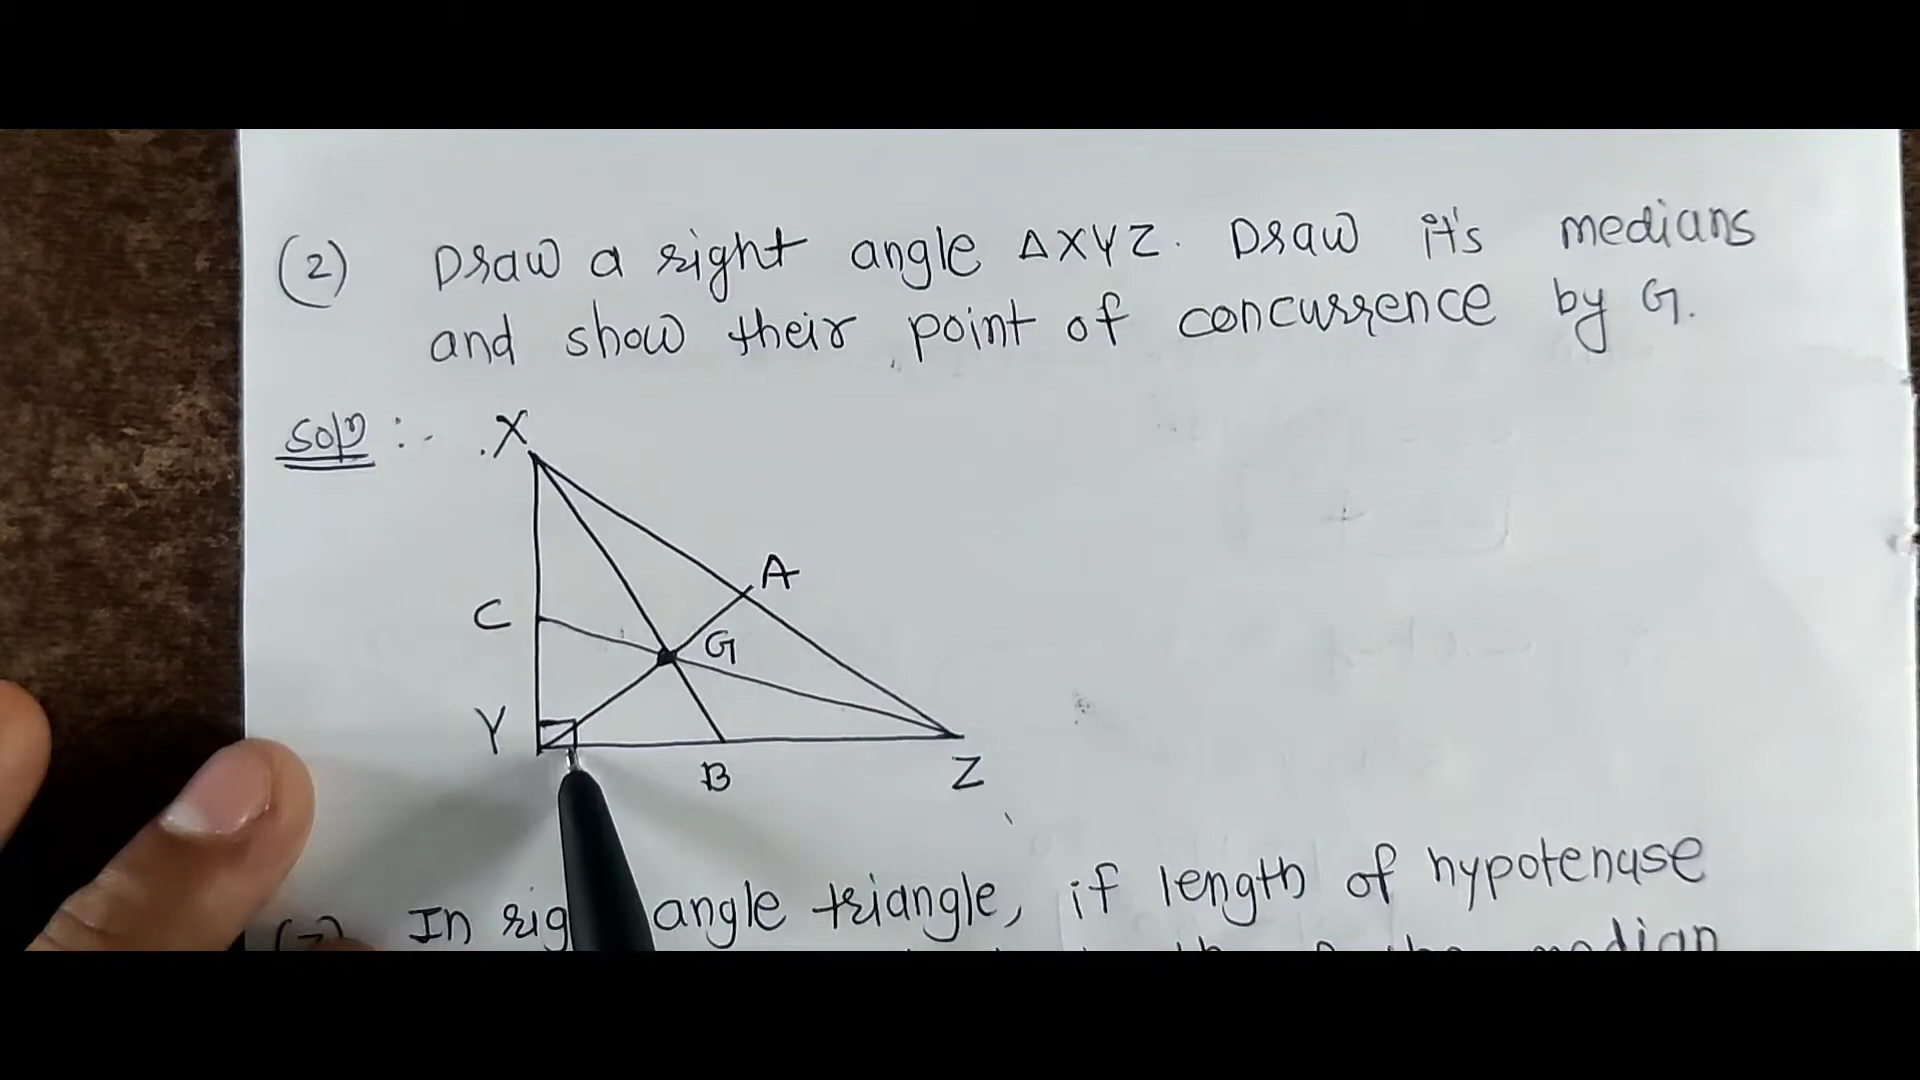 (2) Draw a right angle ΔXYZ. Draw it's medians
and show their point of concurrence by G.
Soln :-
X
A
C
G
Y
B
Z
In angle triangle, if length of hypotenuse
median